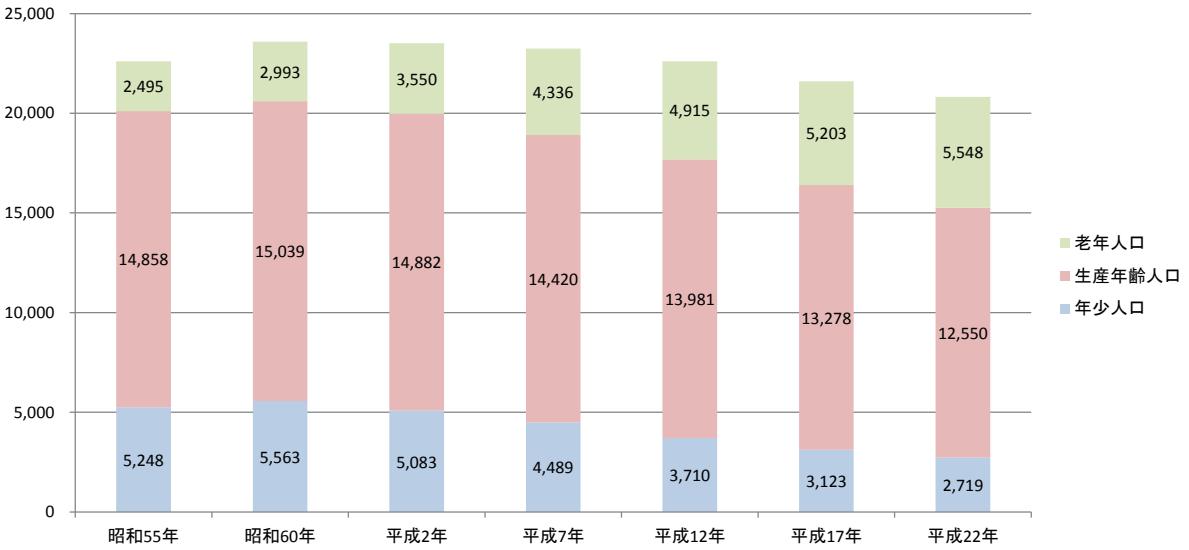 25,000
20,000
15,000
10,000
5,000
0
2,495
2,993
3,550
4,336
4,915
5,203
5,548
14,858
15,039
14,882
14,420
13,981
13,278
12,550
5,248
5,563
5,083
4,489
3,710
3,123
2,719
昭和55年
昭和60年
平成2年
平成7年
平成12年
平成17年
平成22年
老年人口
生産年齢人口
年少人口